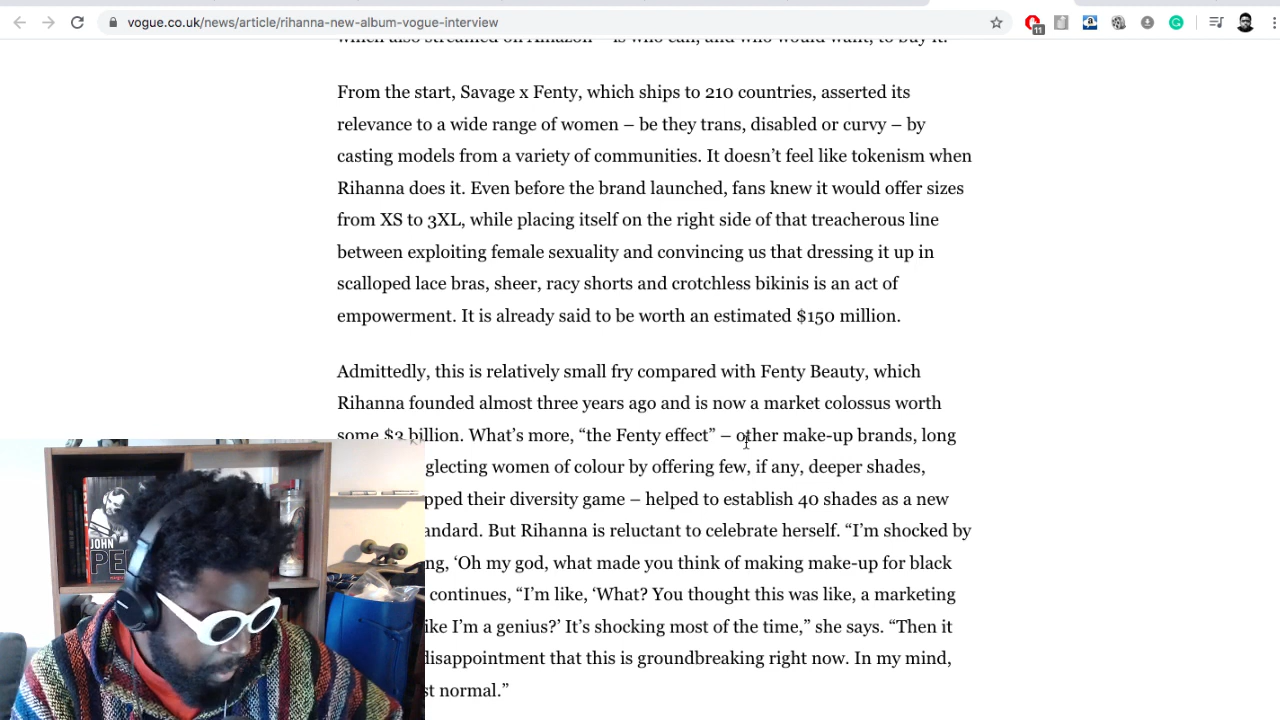 vogue.co.uk/news/article/rihanna-new-album-vogue-interview
11
which also streamed on Amazon – is who can, and who would want, to buy it.
From the start, Savage x Fenty, which ships to 210 countries, asserted its
relevance to a wide range of women – be they trans, disabled or curvy – by
casting models from a variety of communities. It doesn’t feel like tokenism when
Rihanna does it. Even before the brand launched, fans knew it would offer sizes
from XS to 3XL, while placing itself on the right side of that treacherous line
between exploiting female sexuality and convincing us that dressing it up in
scalloped lace bras, sheer, racy shorts and crotchless bikinis is an act of
empowerment. It is already said to be worth an estimated $150 million.
Admittedly, this is relatively small fry compared with Fenty Beauty, which
Rihanna founded almost three years ago and is now a market colossus worth
some $3 billion. What’s more, “the Fenty effect” – other make-up brands, long
glecting women of colour by offering few, if any, deeper shades,
pped their diversity game – helped to establish 40 shades as a new
andard. But Rihanna is reluctant to celebrate herself. “I’m shocked by
ng, ‘Oh my god, what made you think of making make-up for black
continues, “I’m like, ‘What? You thought this was like, a marketing
ike I’m a genius?’ It’s shocking most of the time,” she says. “Then it
disappointment that this is groundbreaking right now. In my mind,
st normal.”
JOHN
PE